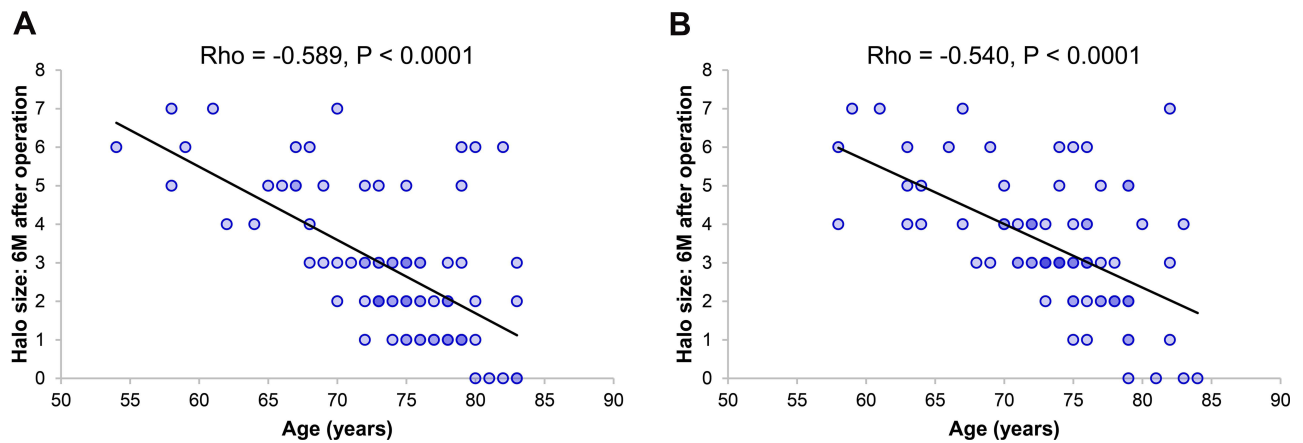 A
Rho = -0.589, P < 0.0001
Halo size: 6M after operation
8
7
6
5
4
3
2
1
0
50 55 60 65 70 75 80 85 90
Age (years)
B
Rho = -0.540, P < 0.0001
Halo size: 6M after operation
8
7
6
5
4
3
2
1
0
50 55 60 65 70 75 80 85 90
Age (years)